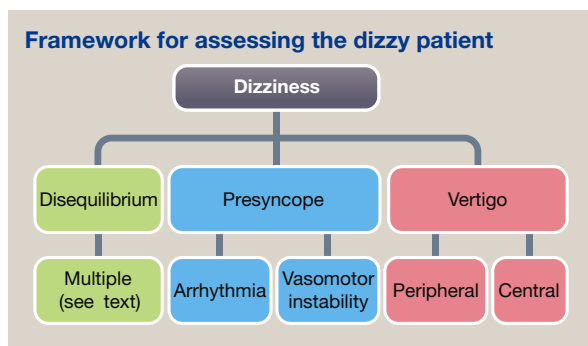 Framework for assessing the dizzy patient
Dizziness
Disequilibrium
Presyncope
Vertigo
Multiple
(see text)
Arrhythmia
Vasomotor
instability
Peripheral
Central